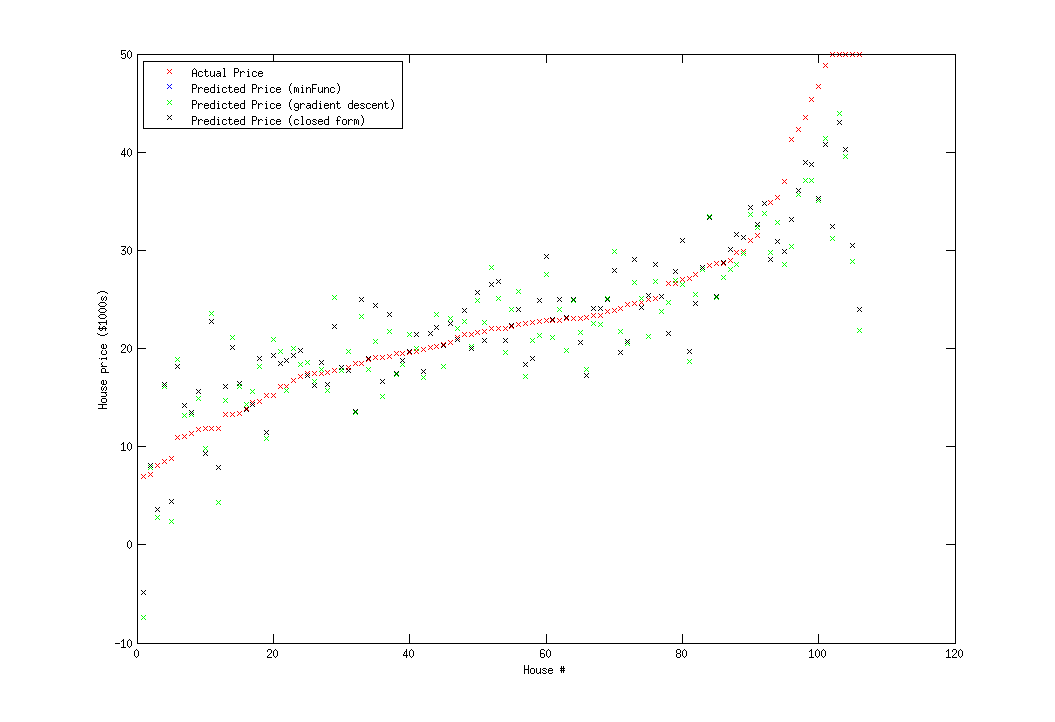 50
40
30
20
10
0
-10
0 20 40 60 80 100 120
House price ($1000s)
House #
Actual Price
Predicted Price (minFunc)
Predicted Price (gradient descent)
Predicted Price (closed form)